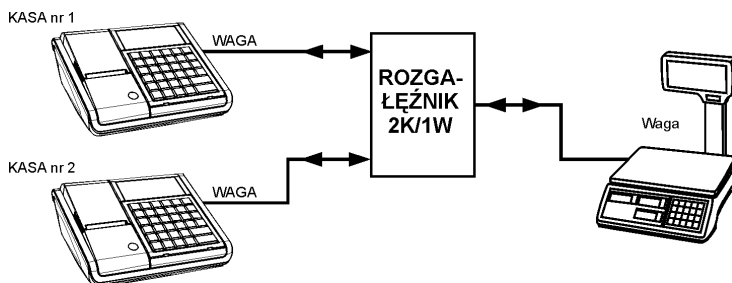 KASA nr 1
WAGA
ROZGA-
ŁĘŹNIK
2K/1W
Waga
KASA nr 2
WAGA